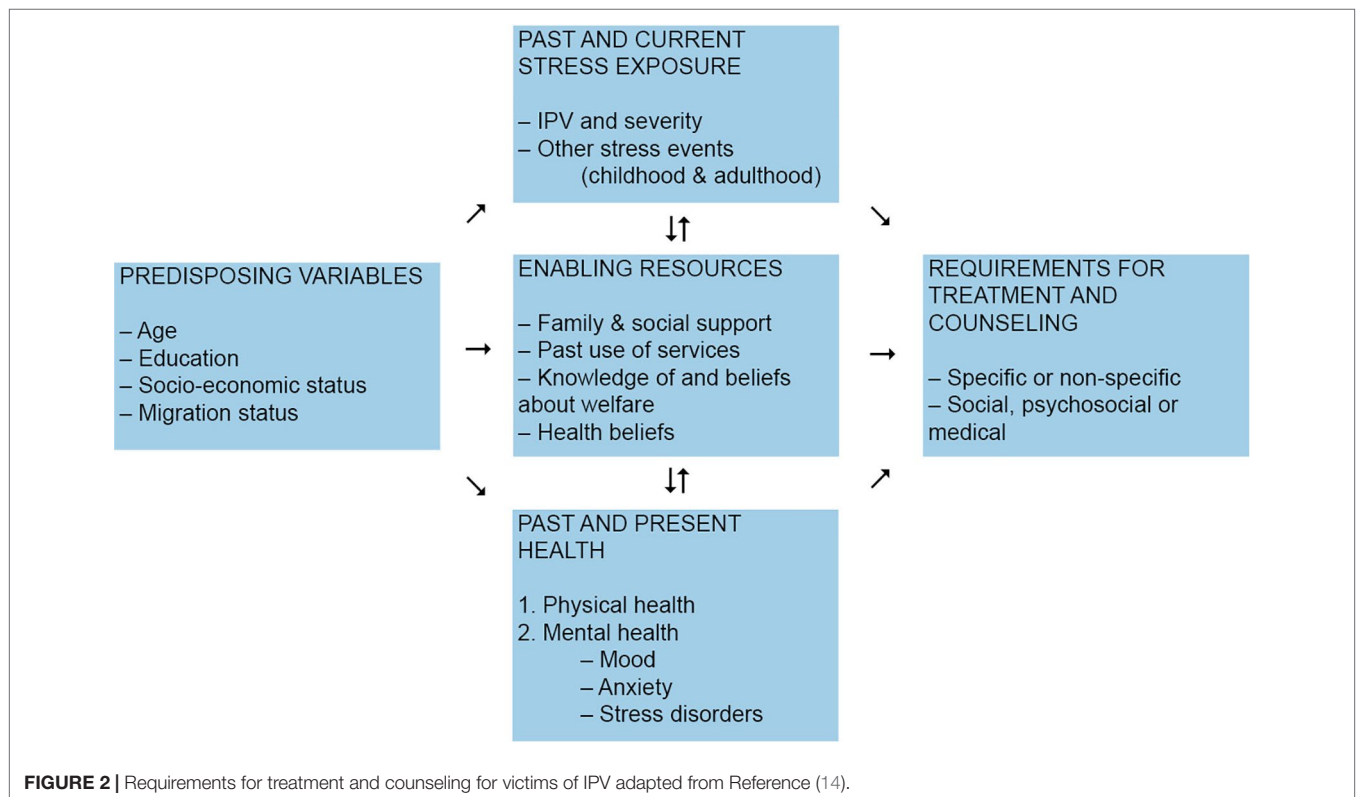 PAST AND CURRENT
STRESS EXPOSURE
– IPV and severity
– Other stress events
(childhood & adulthood)
PREDISPOSING VARIABLES
– Age
– Education
– Socio-economic status
– Migration status
ENABLING RESOURCES
– Family & social support
– Past use of services
– Knowledge of and beliefs
about welfare
– Health beliefs
REQUIREMENTS FOR
TREATMENT AND
COUNSELING
– Specific or non-specific
– Social, psychosocial or
medical
PAST AND PRESENT
HEALTH
1. Physical health
2. Mental health
– Mood
– Anxiety
– Stress disorders
FIGURE 2 | Requirements for treatment and counseling for victims of IPV adapted from Reference (14).